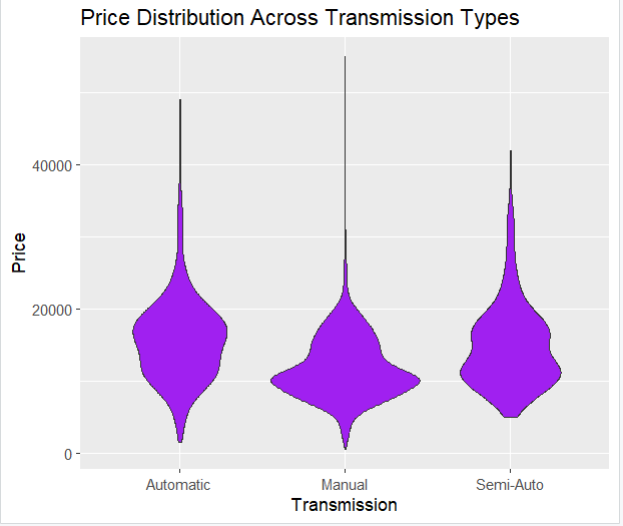 Price Distribution Across Transmission Types
Price
40000
20000
0
Automatic Manual Semi-Auto
Transmission